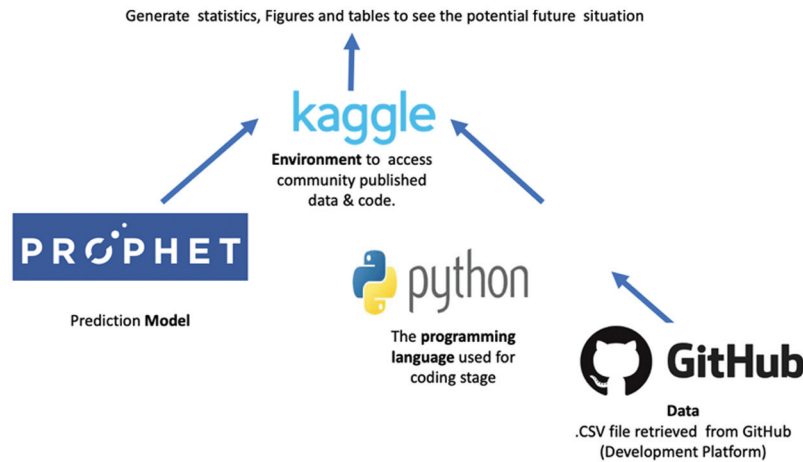 Generate statistics, Figures and tables to see the potential future situation
kaggle
Environment to access
community published
data & code.
PROPHET
Prediction Model
python
The programming
language used for
coding stage
GitHub
Data
.CSV file retrieved from GitHub
(Development Platform)